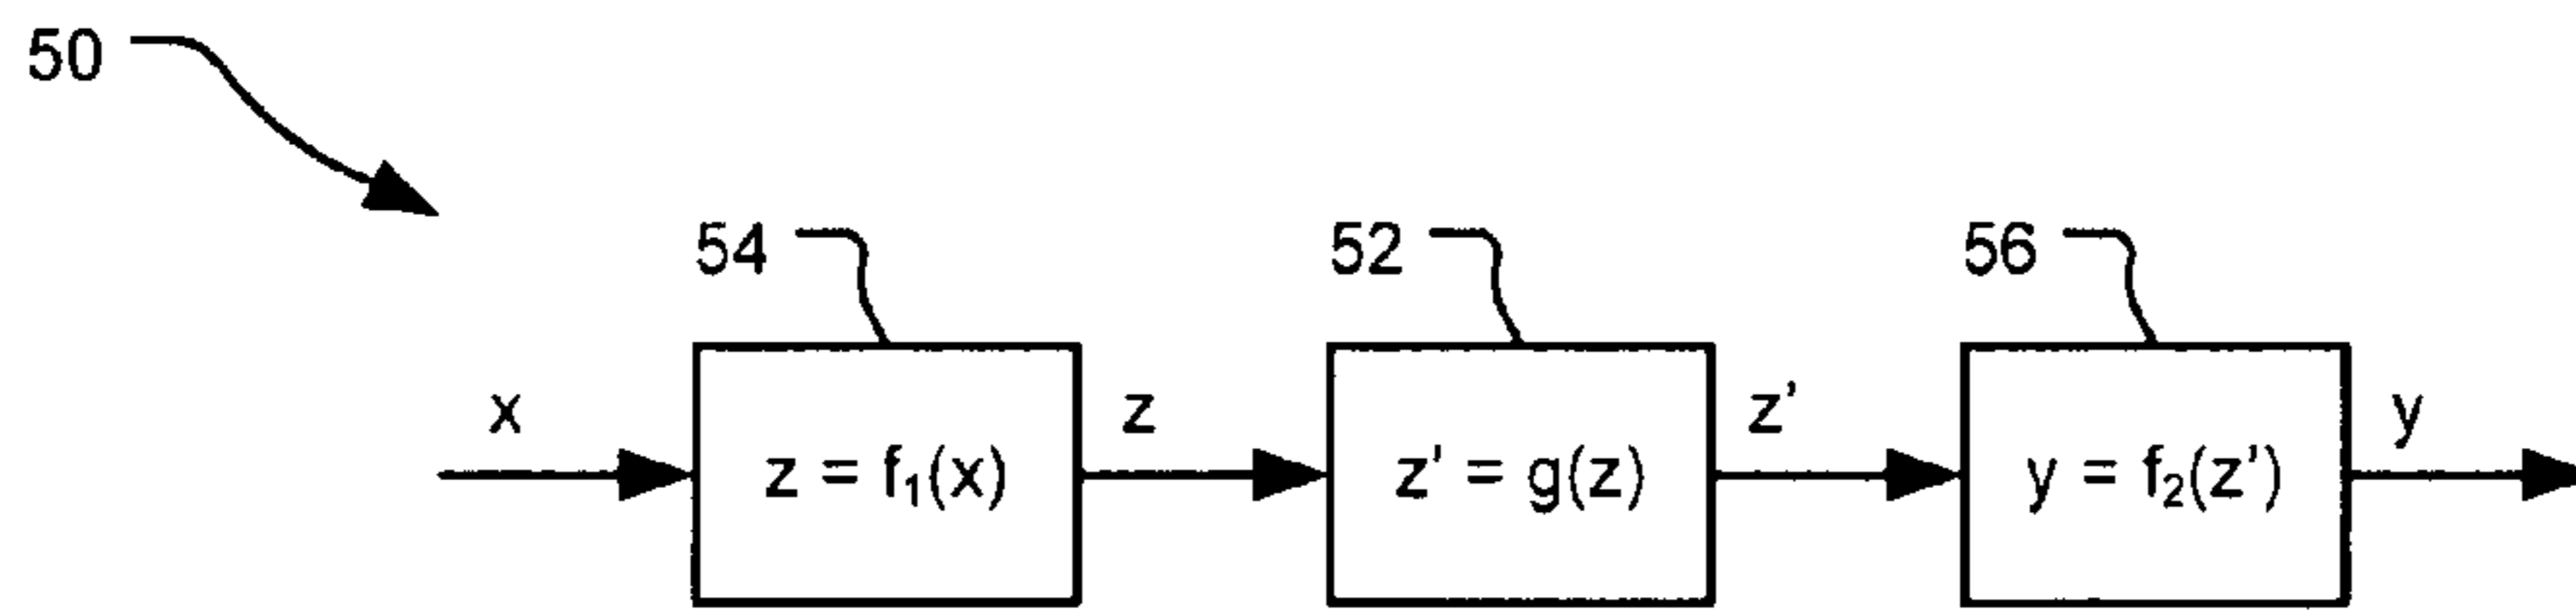 50
54 52 56
x z z' y
z = f₁(x) z' = g(z) y = f₂(z')